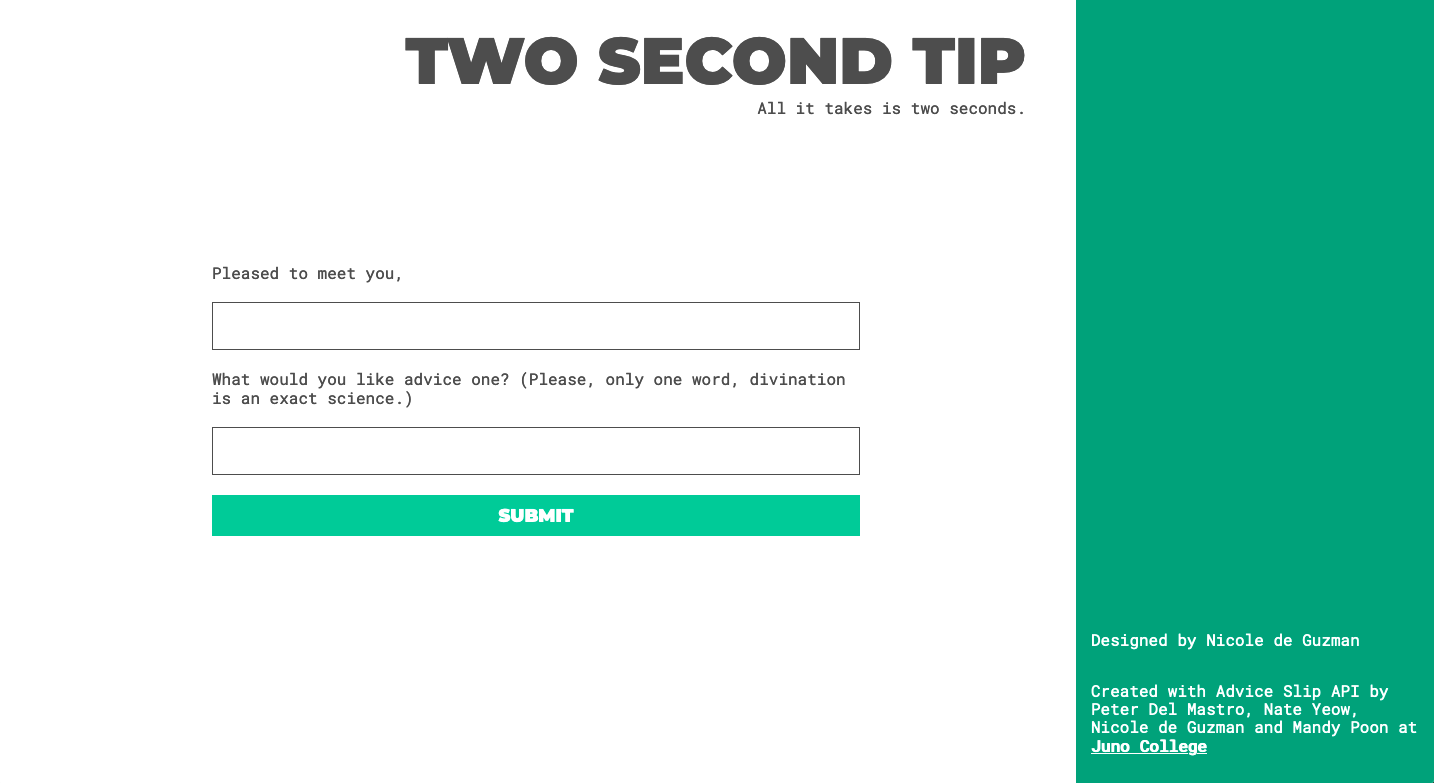 TWO SECOND TIP
All it takes is two seconds.
Pleased to meet you,
What would you like advice one? (Please, only one word, divination
is an exact science.)
SUBMIT
Designed by Nicole de Guzman
Created with Advice Slip API by
Peter Del Mastro, Nate Yeow,
Nicole de Guzman and Mandy Poon at
Juno College